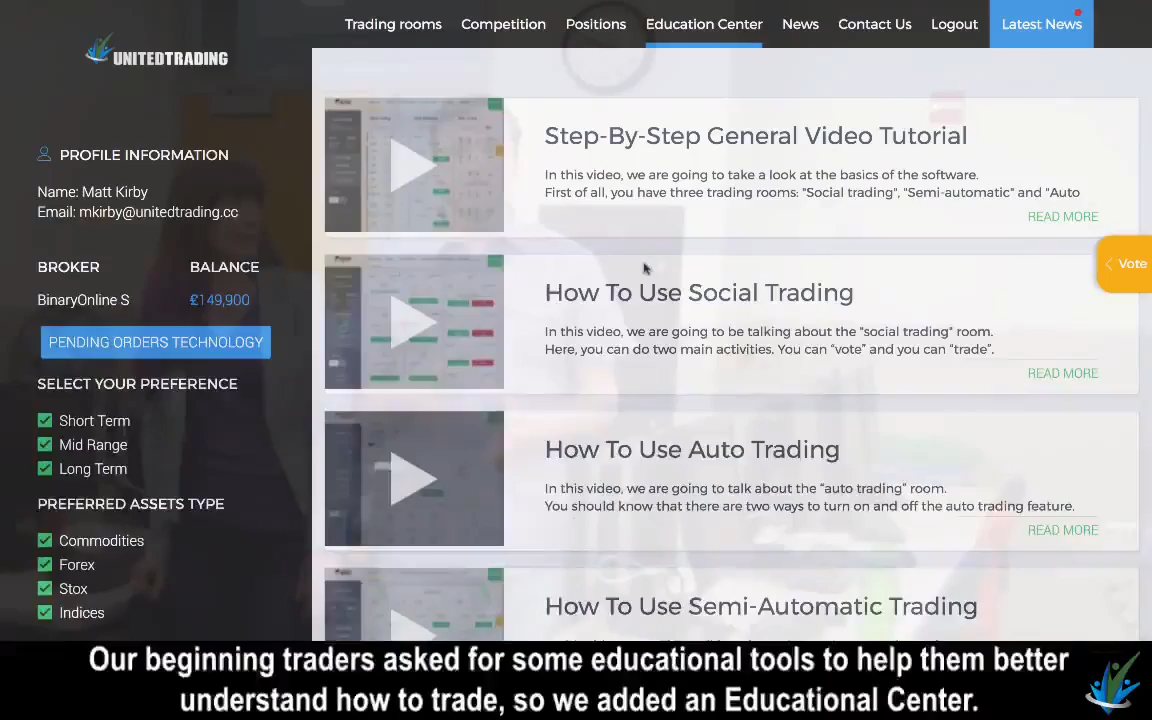 Trading rooms Competition Positions Education Center News Contact Us Logout Latest News
UNITEDTRADING
PROFILE INFORMATION
Name: Matt Kirby
Email: mkirby@unitedtrading.cc
BROKER BALANCE
BinaryOnline S £149,900
PENDING ORDERS TECHNOLOGY
SELECT YOUR PREFERENCE
Short Term
Mid Range
Long Term
PREFERRED ASSETS TYPE
Commodities
Forex
Stox
Indices
Step-By-Step General Video Tutorial
In this video, we are going to take a look at the basics of the software.
First of all, you have three trading rooms: "Social trading", "Semi-automatic" and "Auto
READ MORE
Vote
How To Use Social Trading
In this video, we are going to be talking about the "social trading" room.
Here, you can do two main activities. You can “vote” and you can “trade”.
READ MORE
How To Use Auto Trading
In this video, we are going to talk about the “auto trading” room.
You should know that there are two ways to turn on and off the auto trading feature.
READ MORE
How To Use Semi-Automatic Trading
Our beginning traders asked for some educational tools to help them better
understand how to trade, so we added an Educational Center.